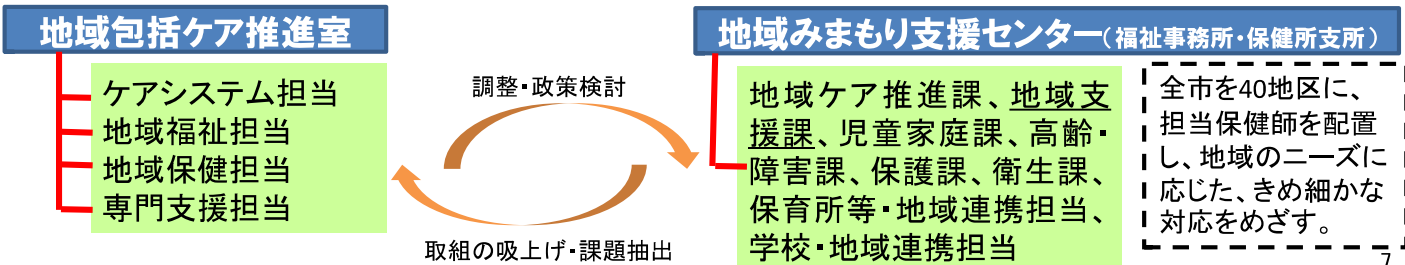 地域包括ケア推進室
ケアシステム担当
地域福祉担当
地域保健担当
専門支援担当
調整・政策検討
取組の吸上げ・課題抽出
地域みまもり支援センター(福祉事務所・保健所支所)
地域ケア推進課、地域支
援課、児童家庭課、高齢・
障害課、保護課、衛生課、
保育所等・地域連携担当、
学校・地域連携担当
全市を40地区に、
担当保健師を配置
し、地域のニーズに
応じた、きめ細かな
対応をめざす。
7